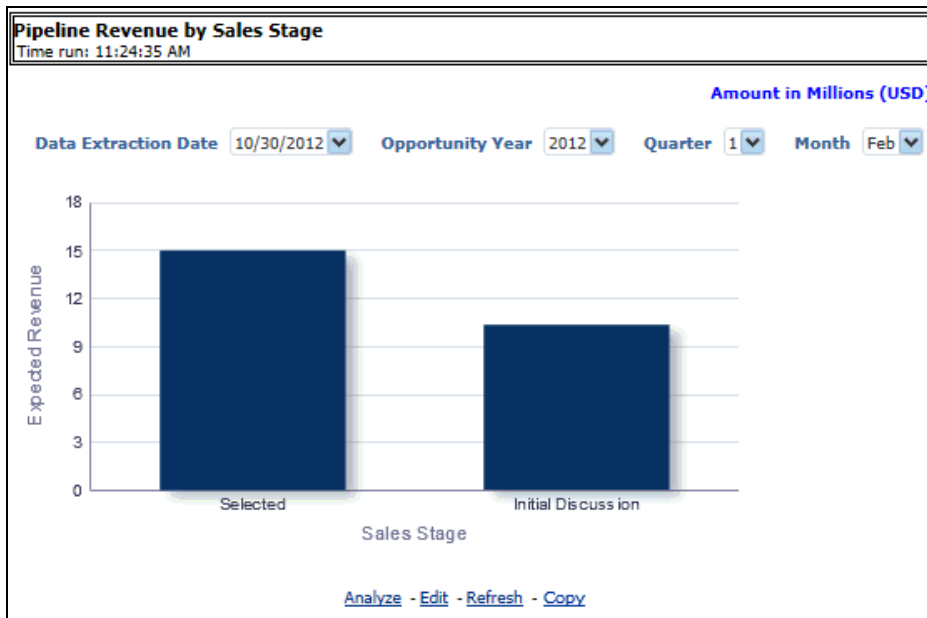 Pipeline Revenue by Sales Stage
Time run: 11:24:35 AM
Amount in Millions (USD)
Data Extraction Date 10/30/2012 Opportunity Year 2012 Quarter 1 Month Feb
18
15
12
9
6
3
0
Expected Revenue
Selected Initial Discussion
Sales Stage
Analyze - Edit - Refresh - Copy